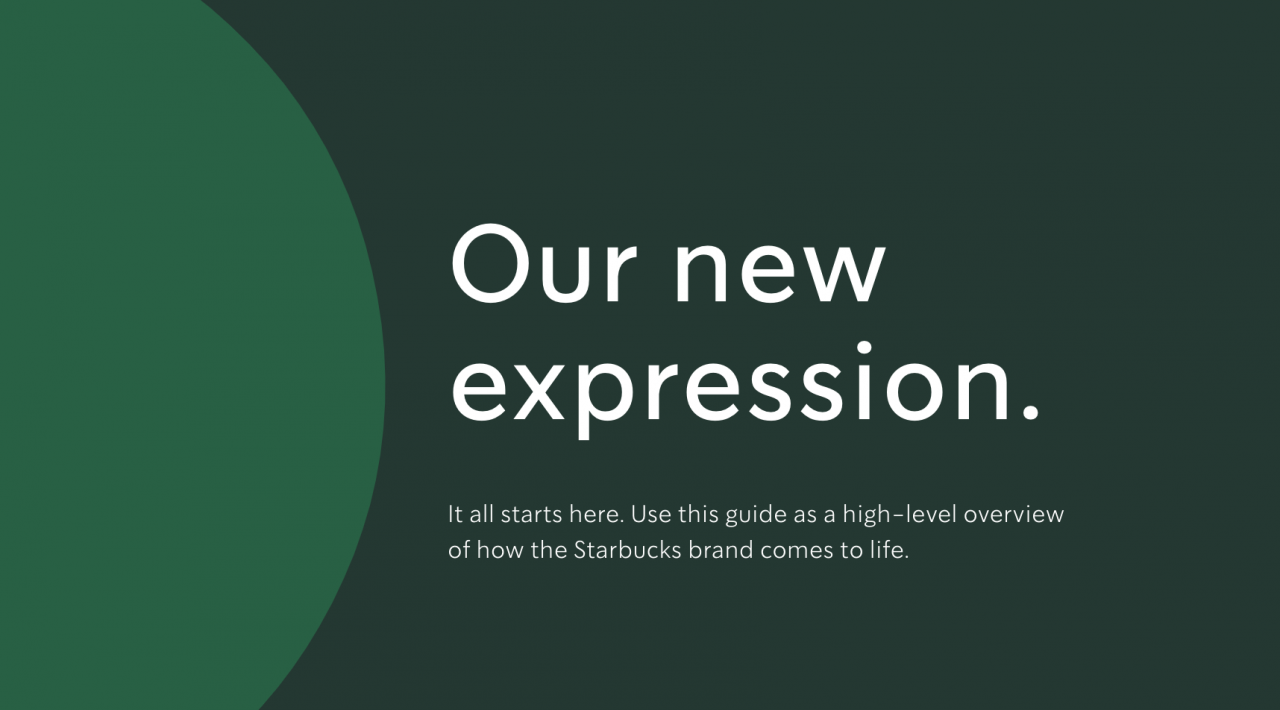 Our new
expression.
It all starts here. Use this guide as a high-level overview
of how the Starbucks brand comes to life.